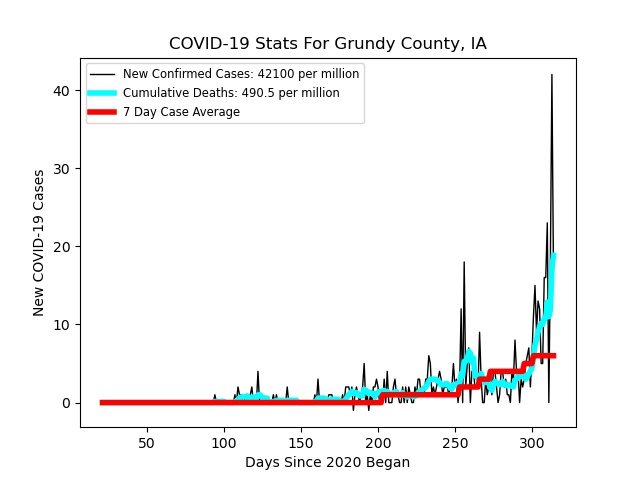 COVID-19 Stats For Grundy County, IA
New Confirmed Cases: 42100 per million
Cumulative Deaths: 490.5 per million
7 Day Case Average
New COVID-19 Cases
40
30
20
10
0
50 100 150 200 250 300
Days Since 2020 Began